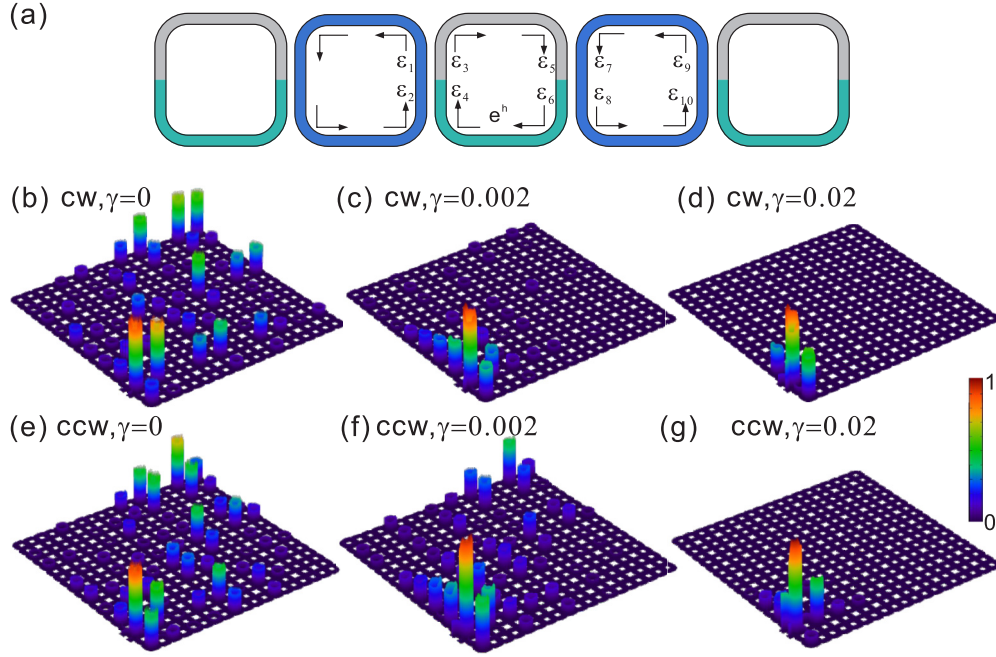 (a)
ε₁ ε₃ ε₅ ε₇ ε₉
ε₂ ε₄ eʰ ε₆ ε₈ ε₁₀
(b) cw,γ=0 (c) cw,γ=0.002 (d) cw,γ=0.02
1
(e) ccw,γ=0 (f) ccw,γ=0.002 (g) ccw,γ=0.02
0